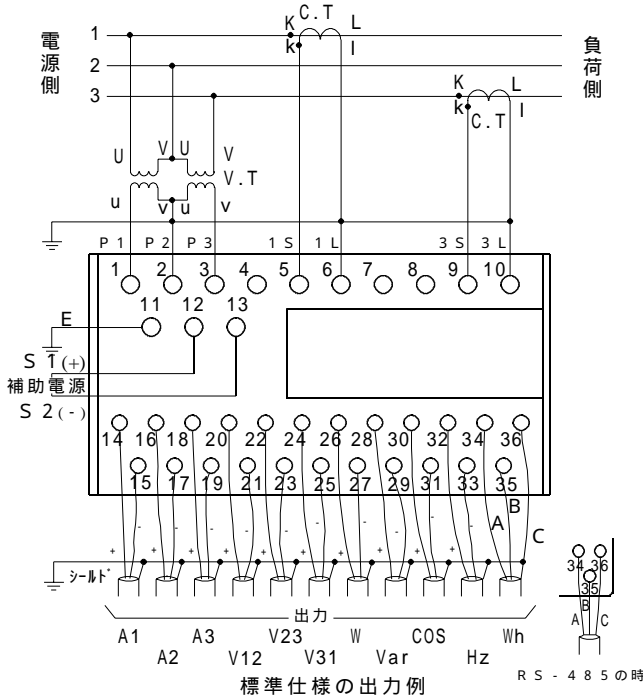 電源側
負荷側
1
2
3
K C.T L
k l
K L
k l
C.T
U V U V
V.T
u v u v
P1 P2 P3 1S 1L 3S 3L
1 2 3 4 5 6 7 8 9 10
11 12 13
E
S1(+)
補助電源
S2(-)
14 16 18 20 22 24 26 28 30 32 34 36
15 17 19 21 23 25 27 29 31 33 35
A B C
+ - + - + - + - + - + - + - + - + - + -
シールド
出力
A1 A3 V23 W COS Wh
A2 V12 V31 Var Hz
標準仕様の出力例
34 36
35
A B C
RS-485の時